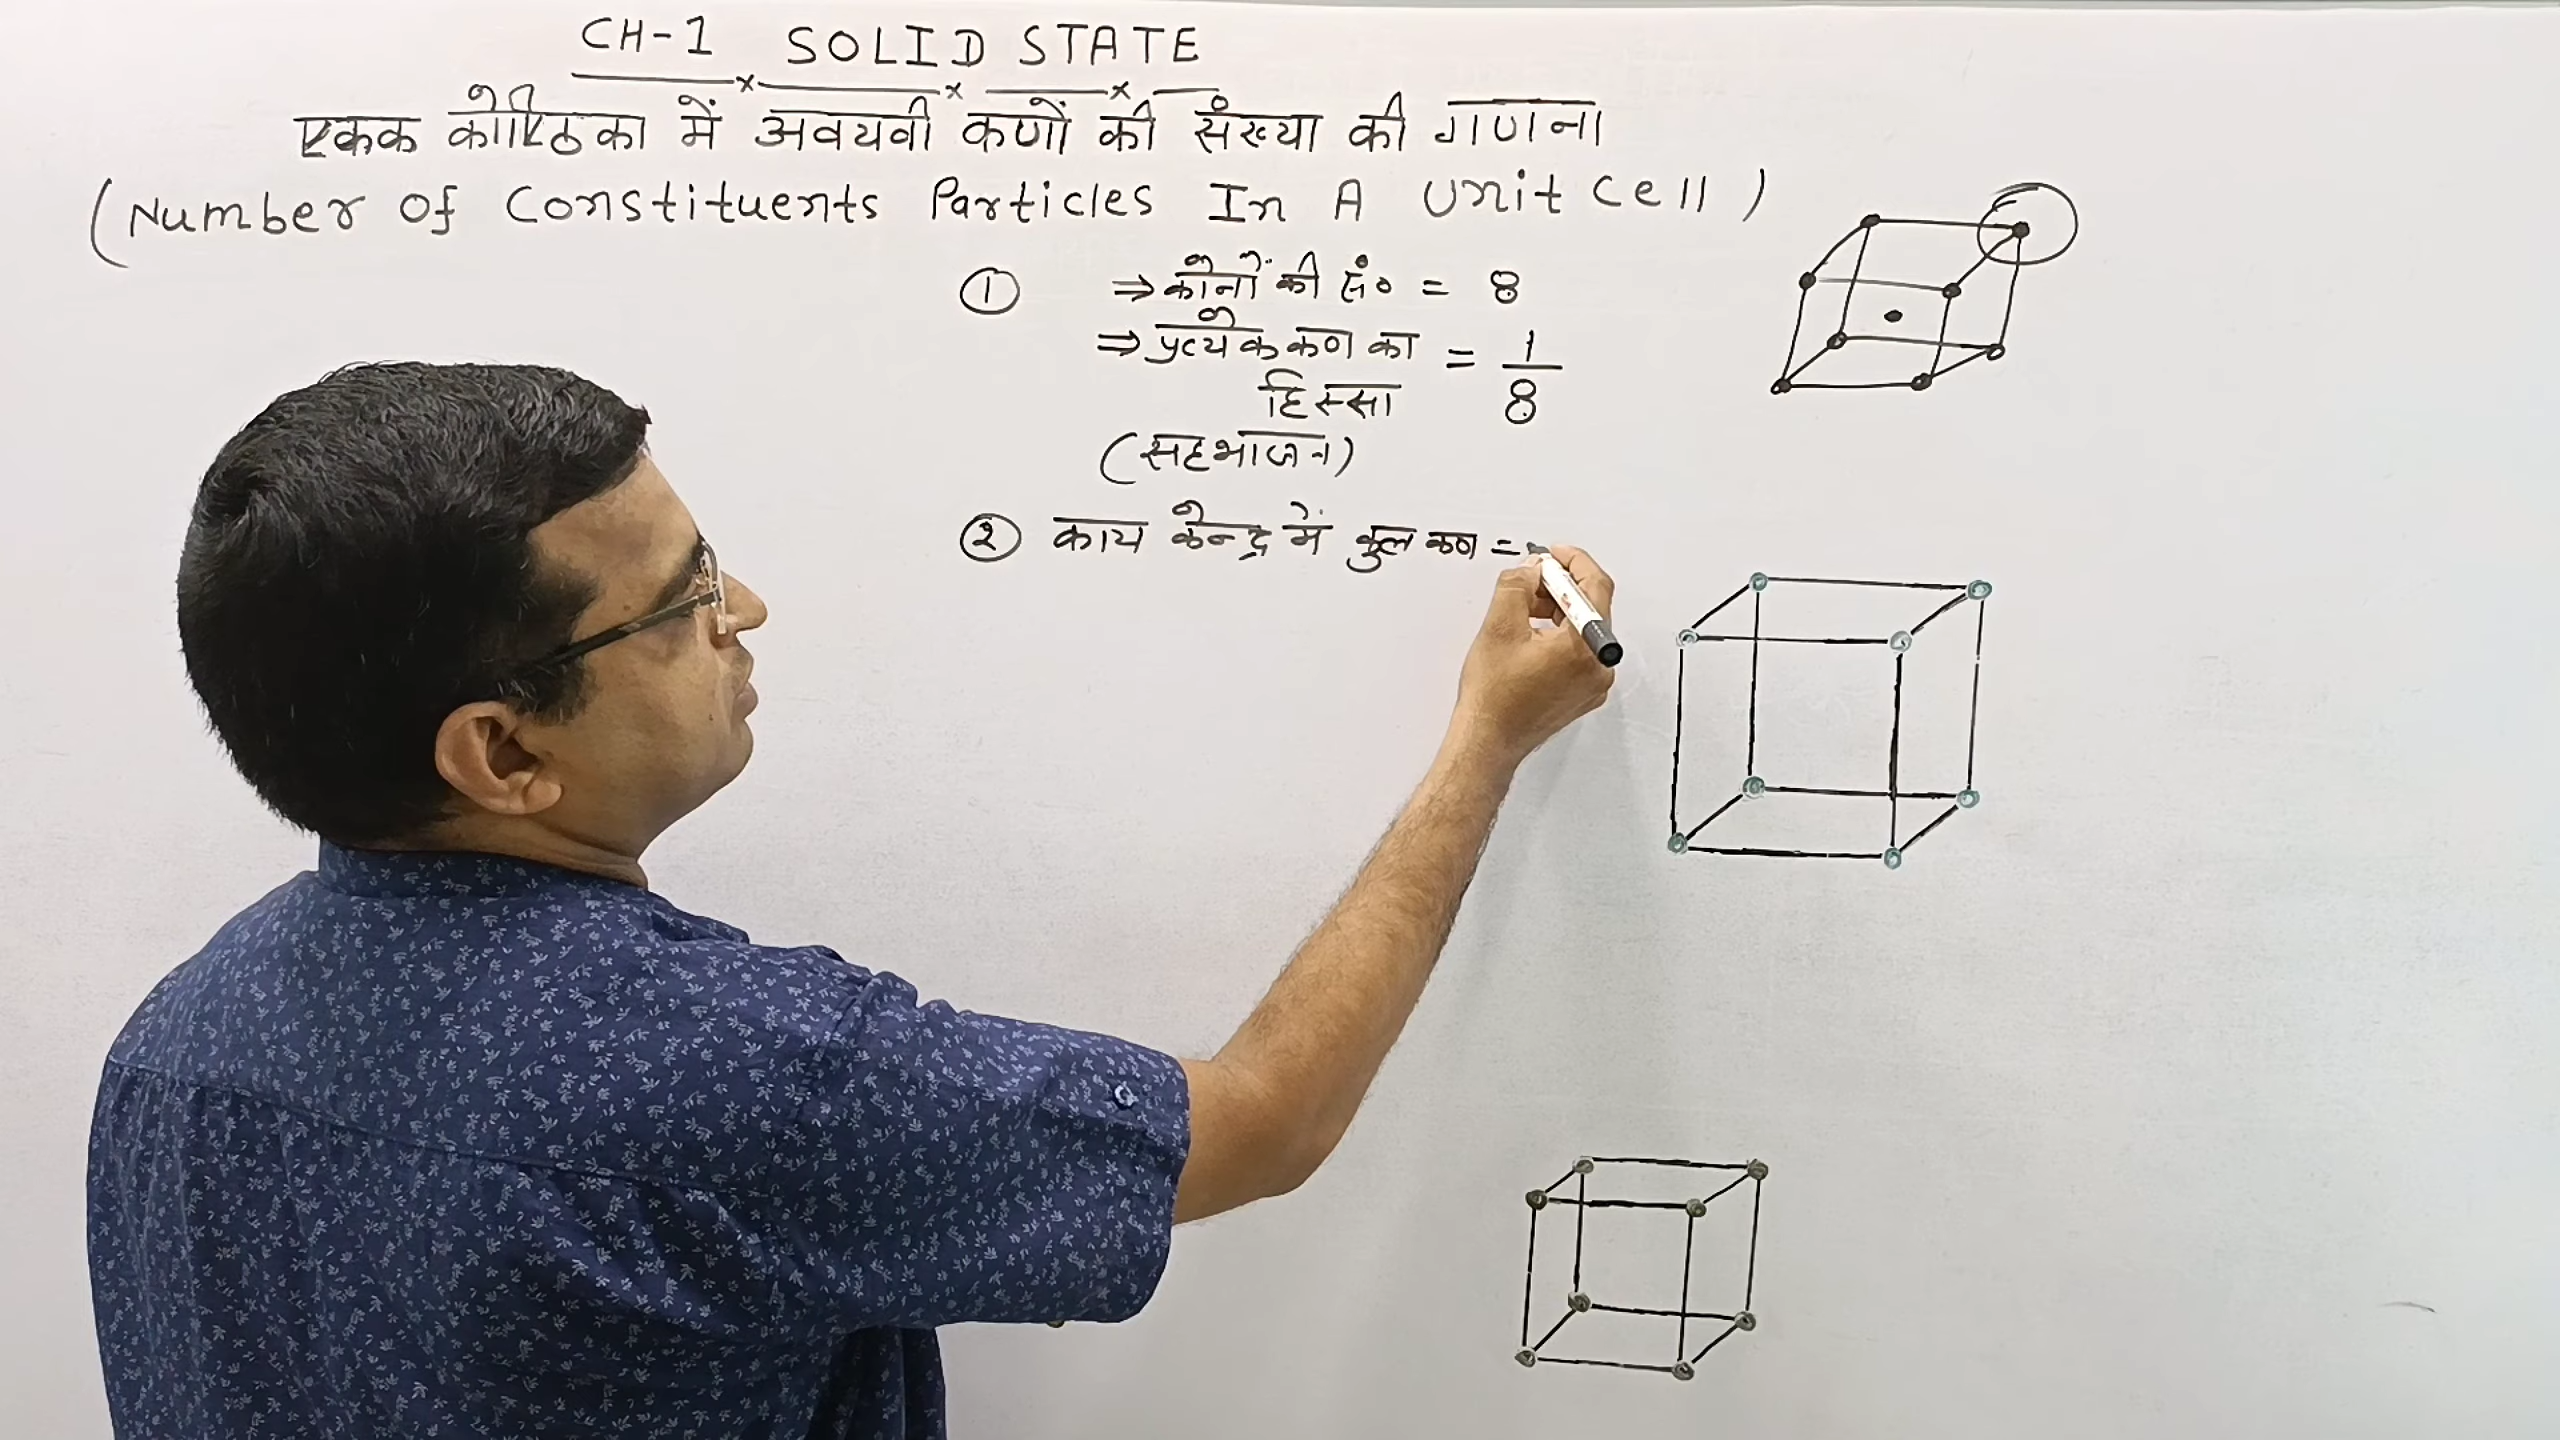 CH-1 SOLID STATE
एकक कोष्ठिका में अवयवी कणों की संख्या की गणना
(Number Of Constituents Particles In A Unit Cell)
① ⇒ कोनों की सं० = 8
⇒ प्रत्येक कण का हिस्सा = 1/8
(सहभाजन)
② काय केन्द्र में कुल कण =